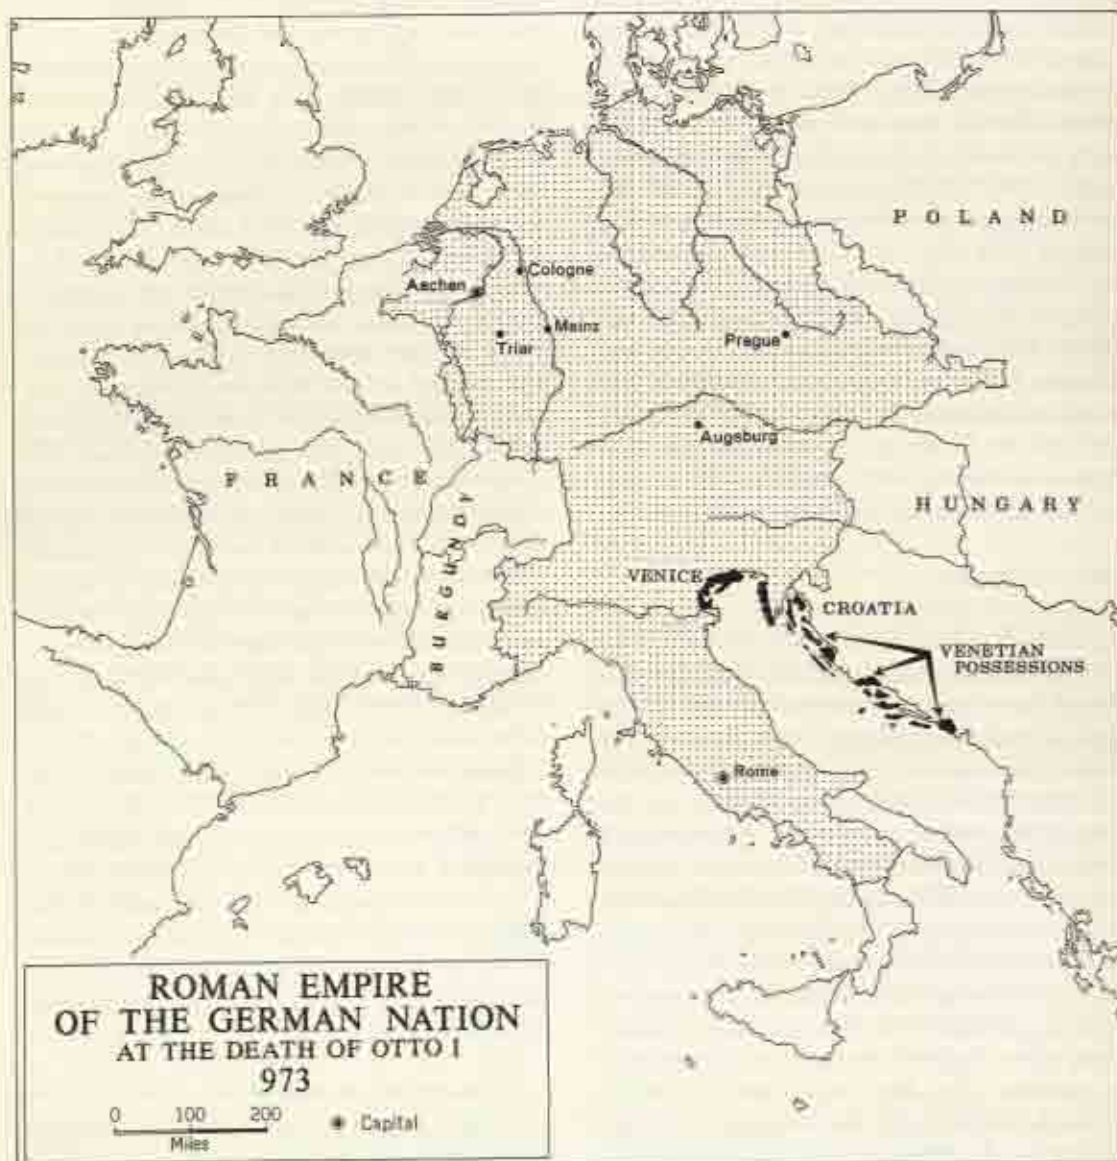 POLAND
Cologne
Aachen
Mainz
Triar
Prague
Augsburg
FRANCE
HUNGARY
BURGUNDY
VENICE
CROATIA
VENETIAN
POSSESSIONS
Rome
ROMAN EMPIRE
OF THE GERMAN NATION
AT THE DEATH OF OTTO I
973
0 100 200
Miles
Capital